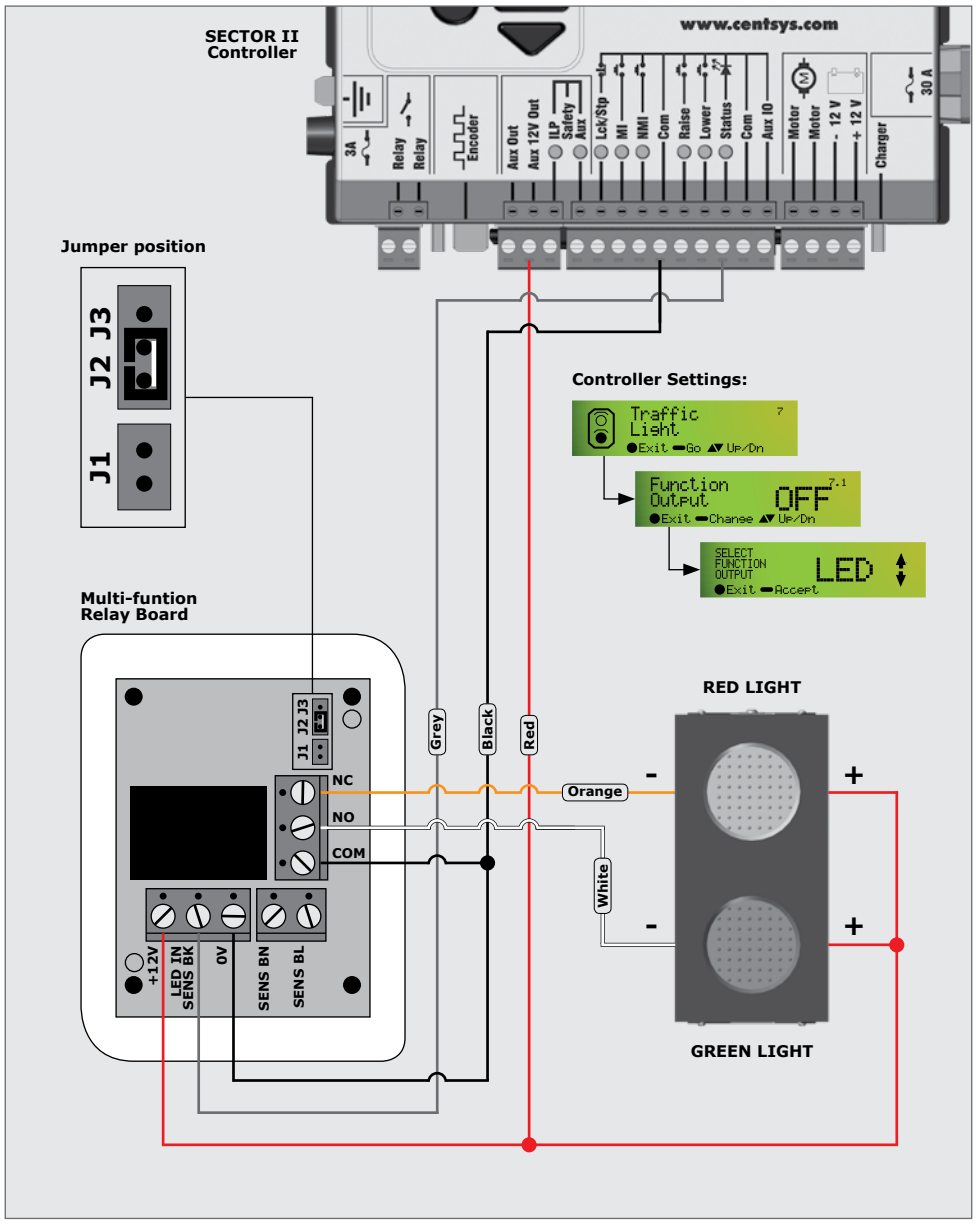 SECTOR II
Controller
www.centsys.com
3A
Relay
Relay
Encoder
Aux Out
Aux 12V Out
ILP
Safety
Aux
Lck/Stp
MI
NMI
Com
Raise
Lower
Status
Com
Aux IO
Motor
Motor
- 12 V
+ 12 V
Charger
30 A
M
Jumper position
J2 J3
J1
Controller Settings:
Traffic
Light
7
Exit Go Up/Dn
Function
Output
OFF
7.1
Exit Change Up/Dn
SELECT
FUNCTION
OUTPUT
LED
Exit Accept
Multi-funtion
Relay Board
J1 J2 J3
NC
NO
COM
+12V
LED IN
SENS BK
0V
SENS BN
SENS BL
Grey
Black
Red
Orange
White
RED LIGHT
- +
- +
GREEN LIGHT